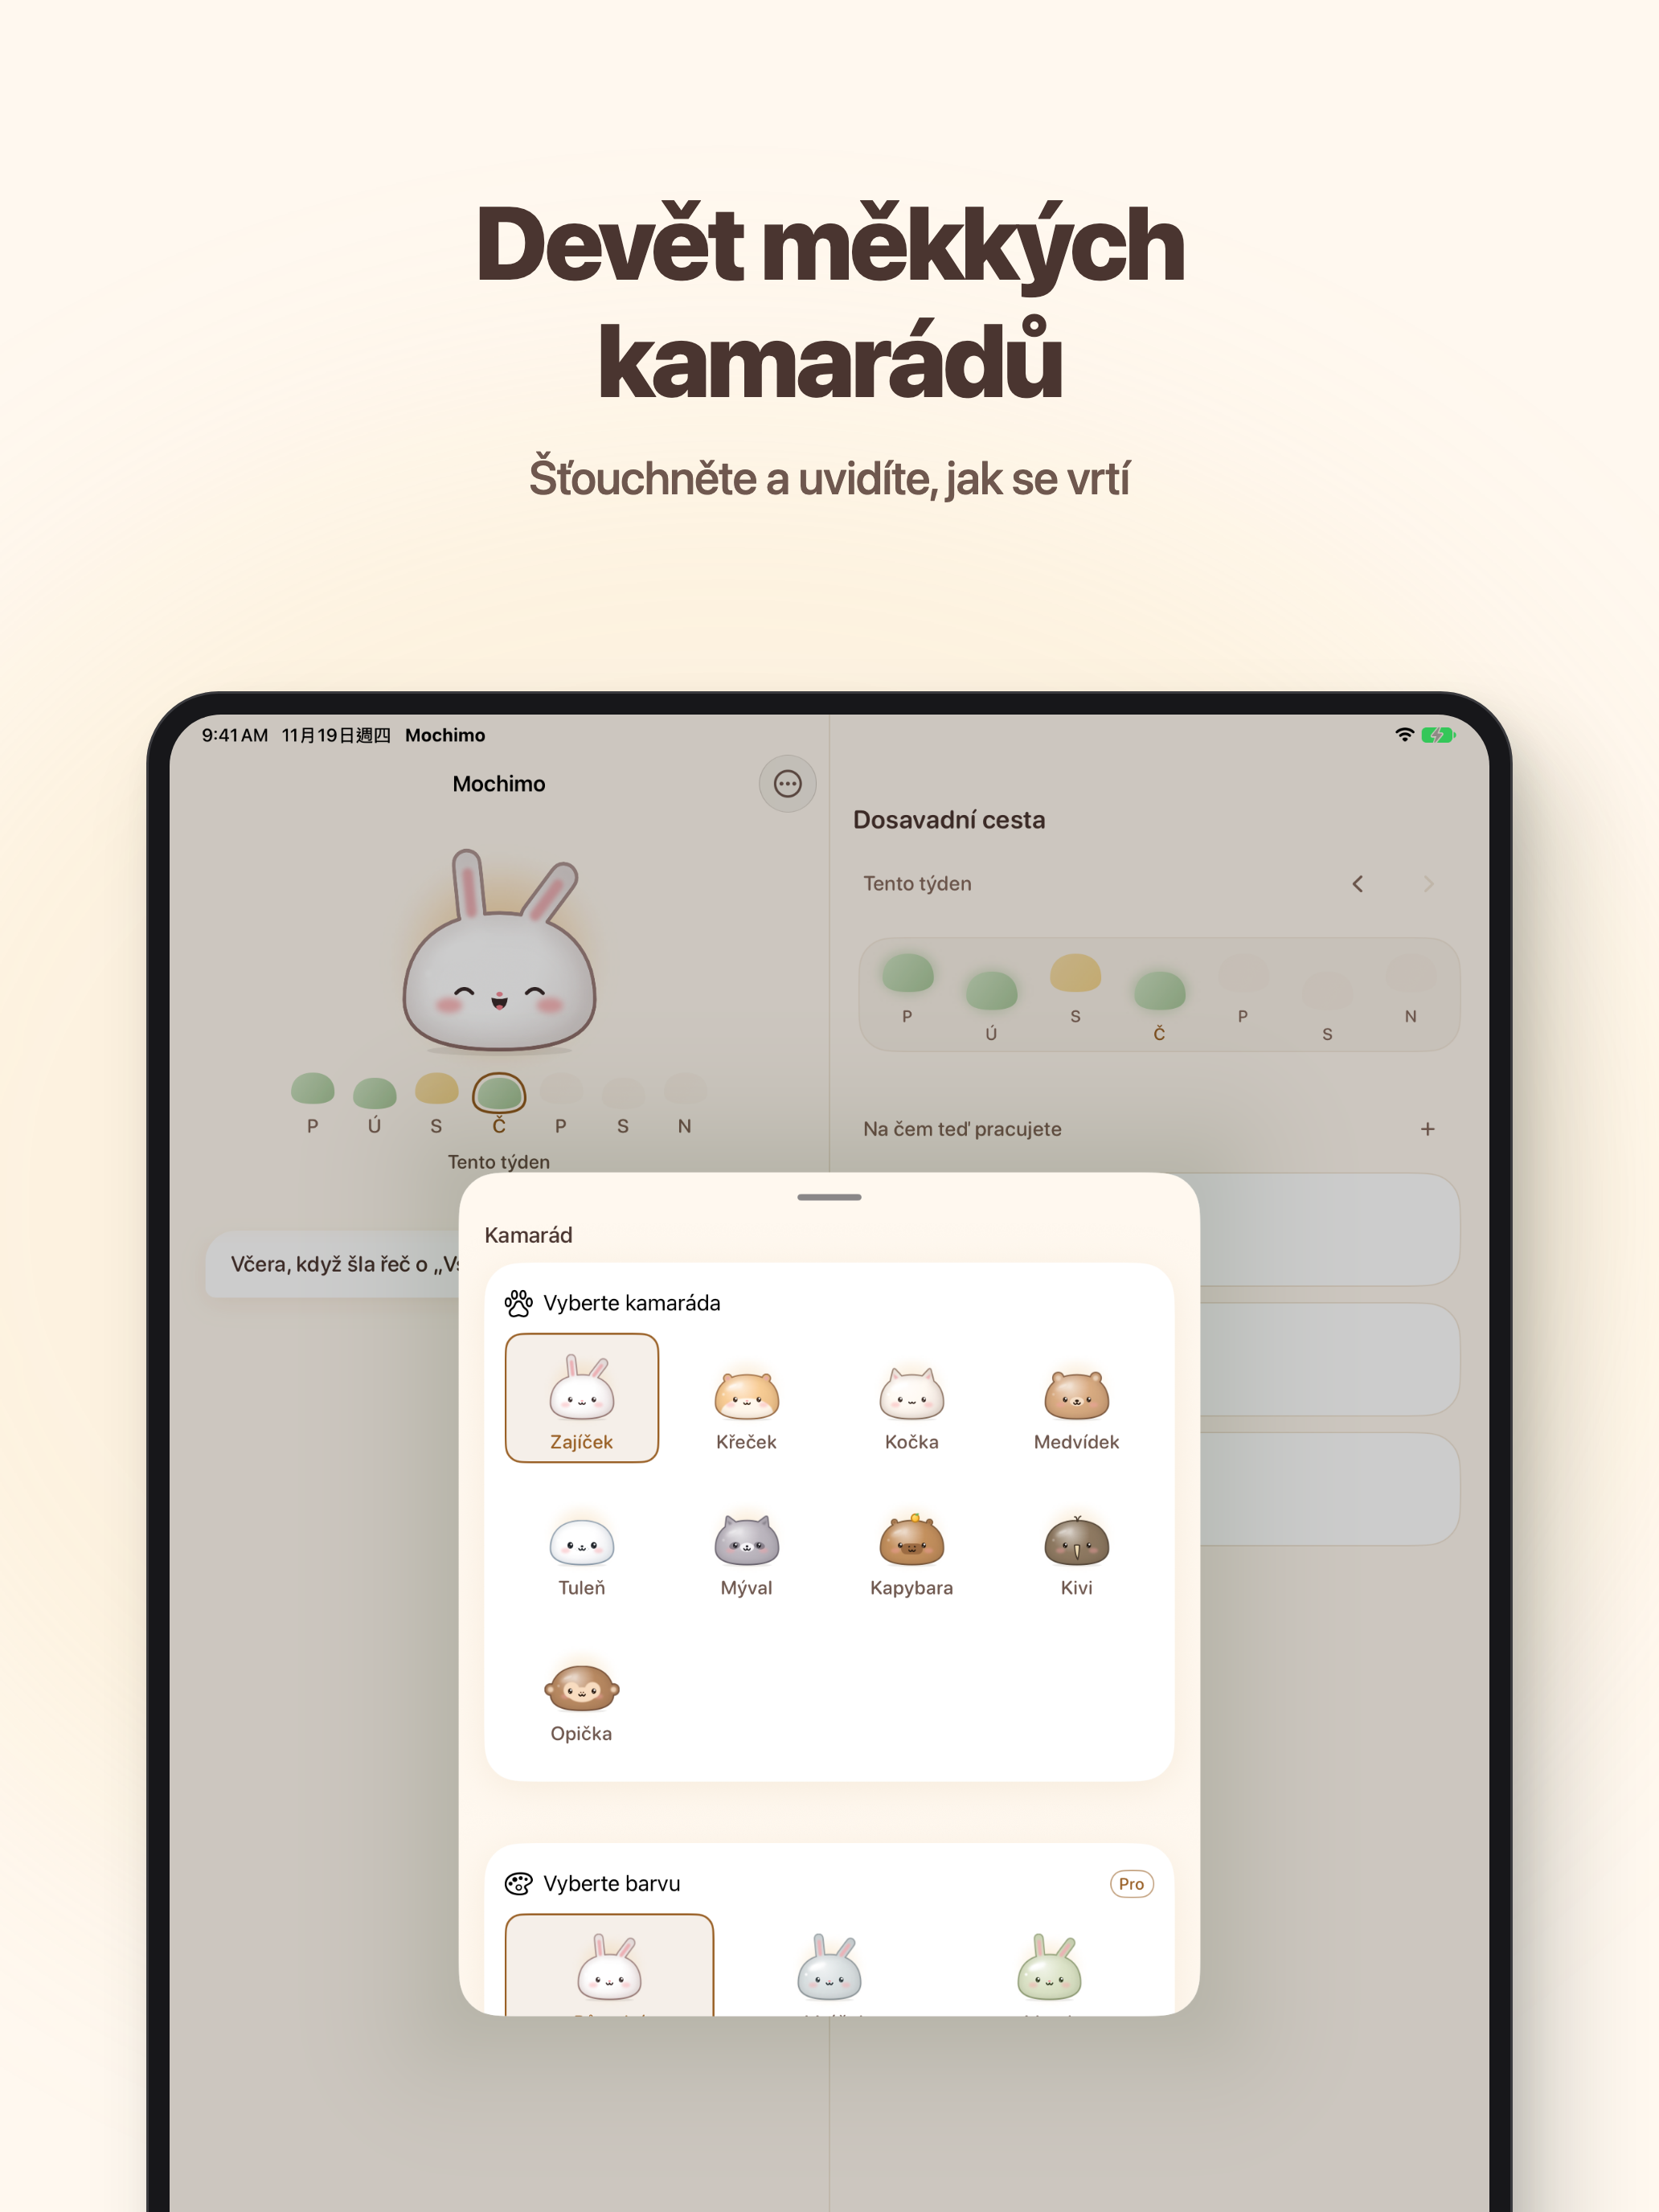 Devět měkkých
kamarádů
Šťouchněte a uvidíte, jak se vrtí
9:41 AM 11月19日週四 Mochimo
Mochimo
P Ú S Č P S N
Tento týden
Včera, když šla řeč o
Dosavadní cesta
Tento týden
P Ú S Č P S N
Na čem teď pracujete
Kamarád
Vyberte kamaráda
Zajíček Křeček Kočka Medvídek
Tuleň Mýval Kapybara Kivi
Opička
Vyberte barvu Pro